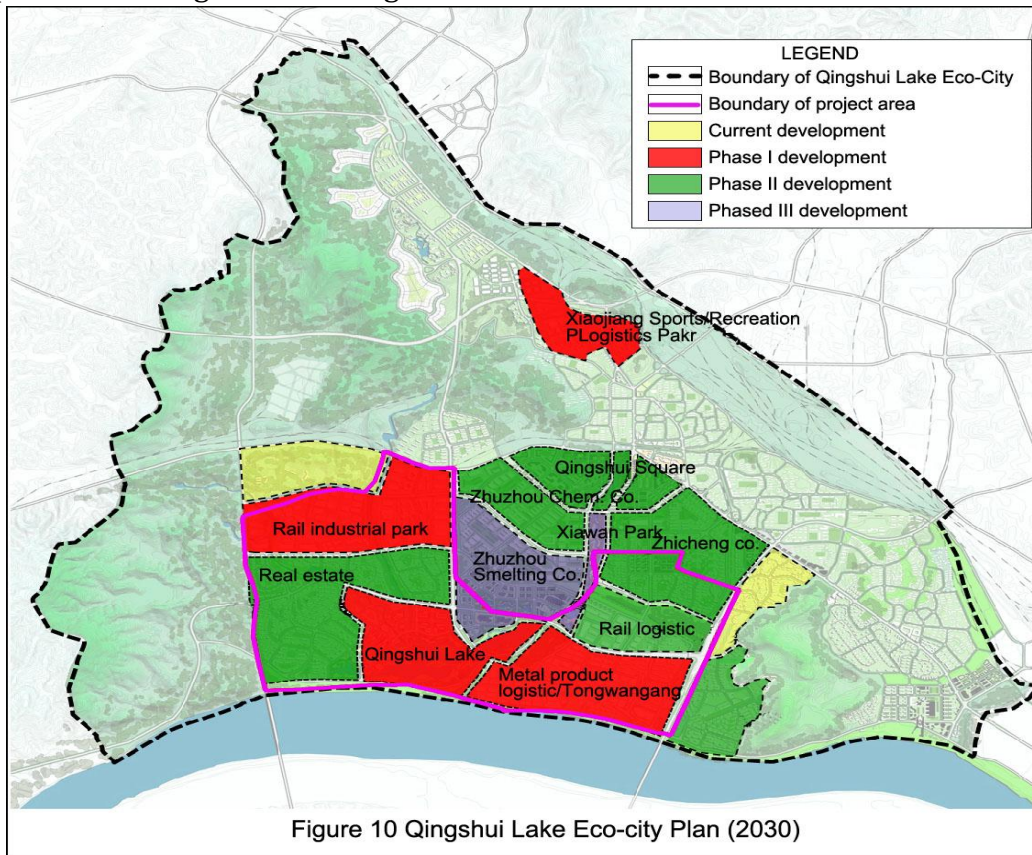 LEGEND
Boundary of Qingshui Lake Eco-City
Boundary of project area
Current development
Phase I development
Phase II development
Phased III development
Xiaojiang Sports/Recreation
PLogistics Pakr
Qingshui Square
Zhuzhou Chem. Co.
Rail industrial park
Xiawan Park
Zhicheng co.
Zhuzhou
Smelting Co.
Real estate
Rail logistic
Qingshui Lake
Metal product
logistic/Tongwangang
Figure 10 Qingshui Lake Eco-city Plan (2030)